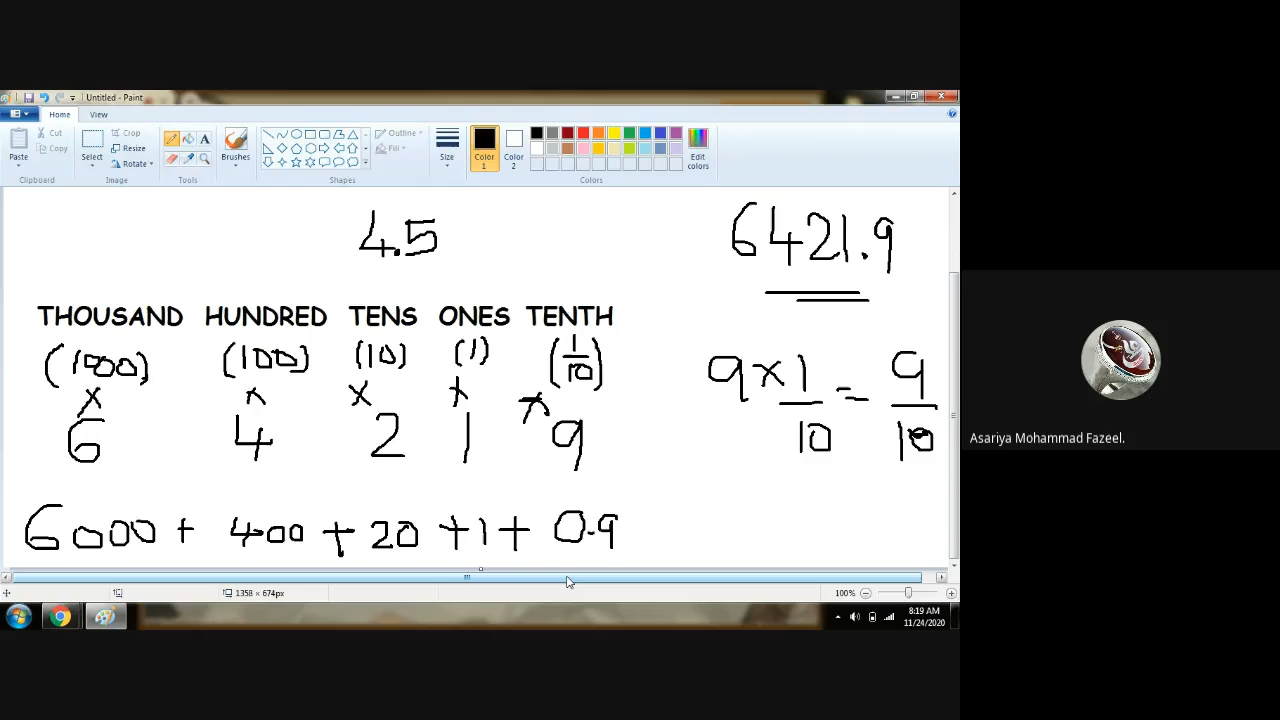 Untitled - Paint
Home View
Paste Cut Copy Select Crop Resize Rotate Brushes Outline Fill Size Color 1 Color 2 Edit colors
Clipboard Image Tools Shapes Colors
4.5
6421.9
THOUSAND HUNDRED TENS ONES TENTH
(1000) (100) (10) (1) (1/10)
× × × × ×
6 4 2 1 9
9 × 1/10 = 9/10
6000 + 400 + 20 + 1 + 0.9
Asariya Mohammad Fazeel.
1358 × 674px 100%
8:19 AM
11/24/2020